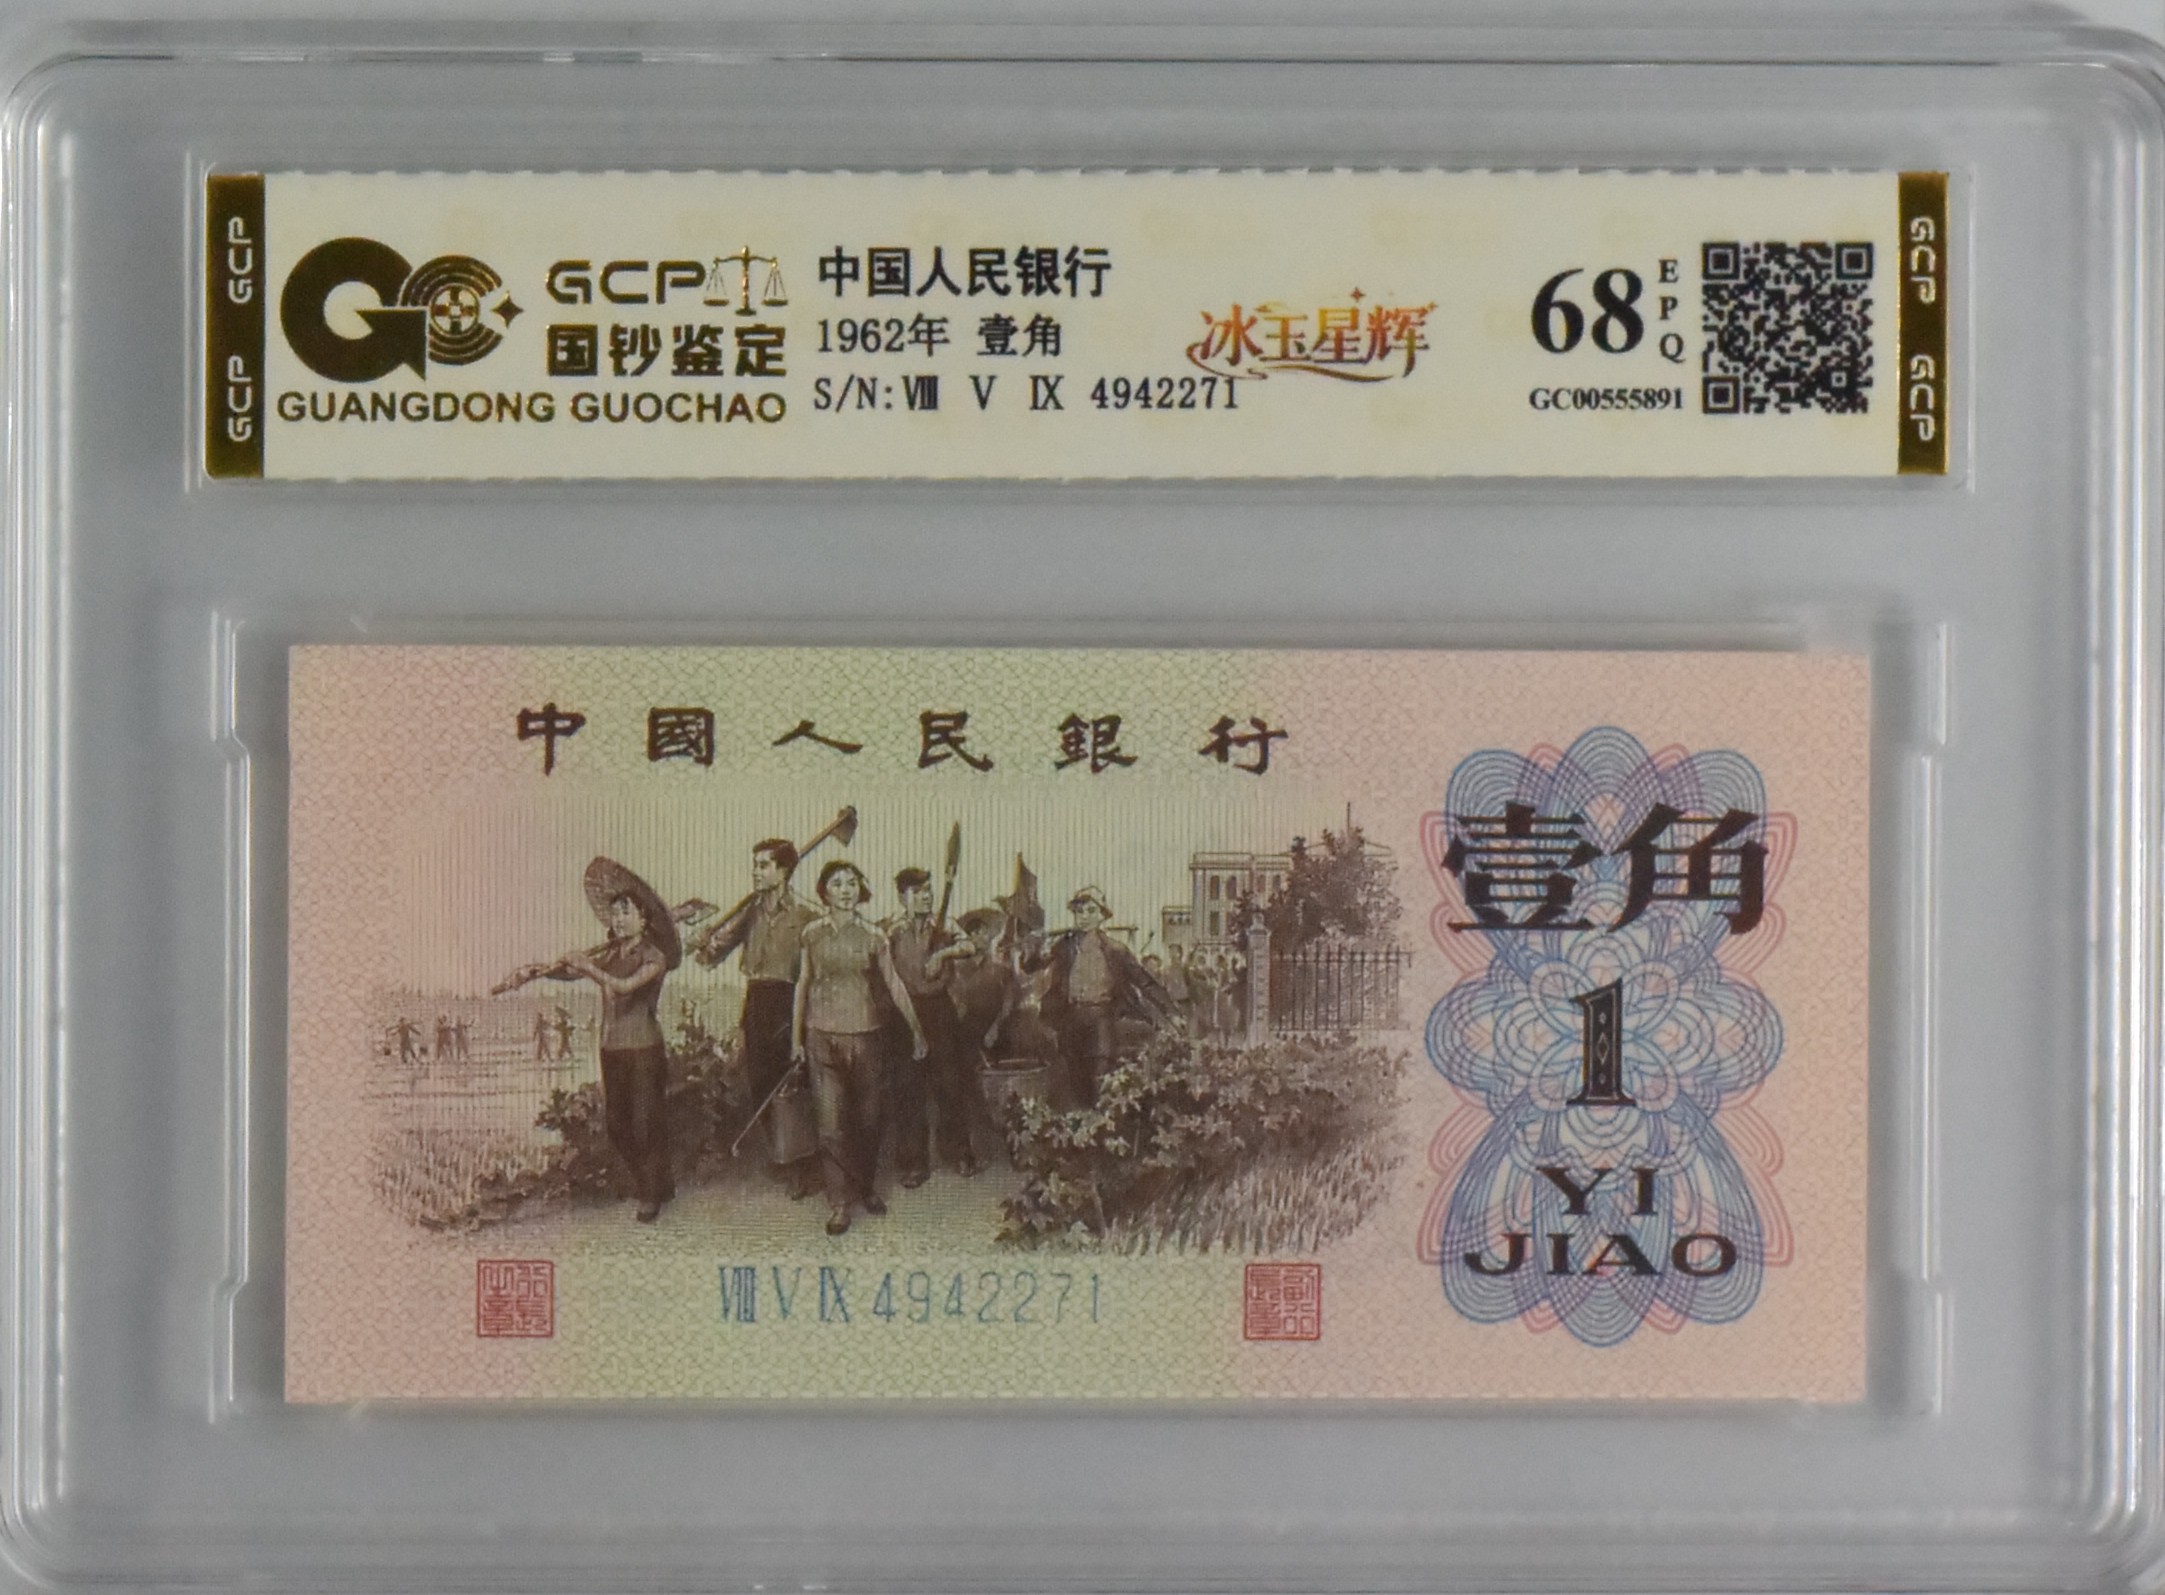 GCP GCP
GCP
国钞鉴定
GUANGDONG GUOCHAO
中国人民银行
1962年 壹角
S/N:Ⅷ Ⅴ Ⅸ 4942271
冰玉星辉
68
EPQ
GC00555891
GCP GCP
中國人民銀行
壹角
1
YI
JIAO
Ⅷ Ⅴ Ⅸ 4942271